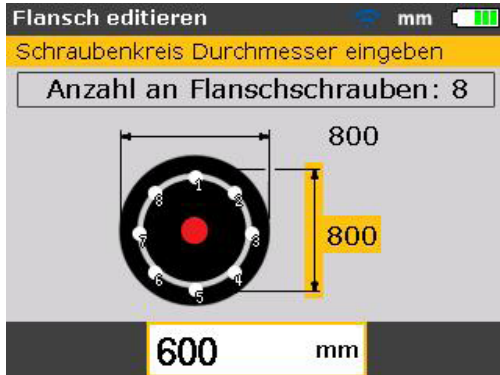 Flansch editieren mm
Schraubenkreis Durchmesser eingeben
Anzahl an Flanschschrauben: 8
800
1
8 2
7 3
800
6 4
5
600 mm